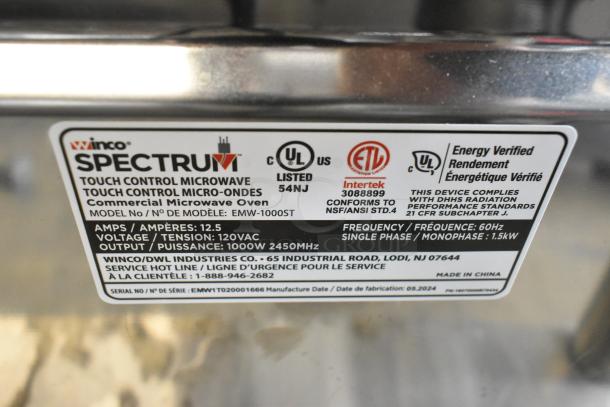 Winco®
SPECTRUM
TOUCH CONTROL MICROWAVE
TOUCH CONTROL MICRO-ONDES
Commercial Microwave Oven
MODEL No / N° DE MODÈLE: EMW-1000ST
C UL US
LISTED
54NJ
ETL
Intertek
3088899
CONFORMS TO
NSF/ANSI STD.4
C UL
Energy Verified
Rendement
Énergétique Vérifié
THIS DEVICE COMPLIES
WITH DHHS RADIATION
PERFORMANCE STANDARDS
21 CFR SUBCHAPTER J.
AMPS / AMPÈRES: 12.5
VOLTAGE / TENSION: 120VAC
OUTPUT / PUISSANCE: 1000W 2450MHz
FREQUENCY / FRÉQUENCE: 60Hz
SINGLE PHASE / MONOPHASE : 1.5kW
WINCO/DWL INDUSTRIES CO. • 65 INDUSTRIAL ROAD, LODI, NJ 07644
SERVICE HOT LINE / LIGNE D'URGENCE POUR LE SERVICE
À LA CLIENTÈLE : 1-888-946-2682
MADE IN CHINA
SERIAL NO / N° DE SÉRIE : EMW1T020001666 Manufacture Date / Date de fabrication: 05.2024